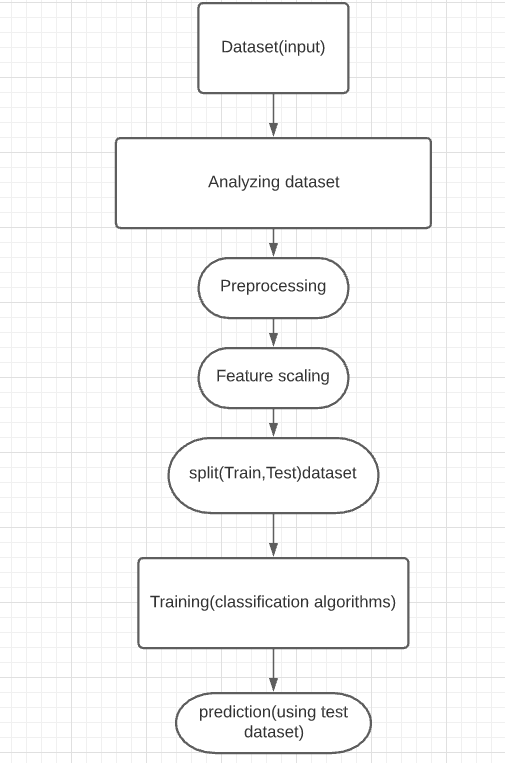 Dataset(input)
Analyzing dataset
Preprocessing
Feature scaling
split(Train,Test)dataset
Training(classification algorithms)
prediction(using test
dataset)